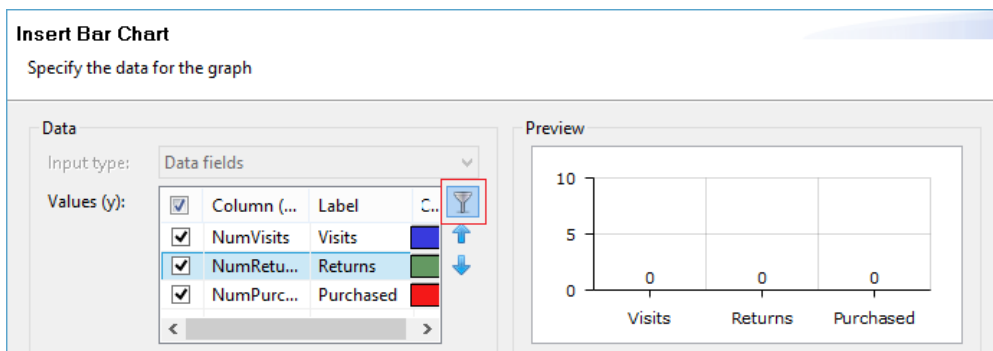 Insert Bar Chart
Specify the data for the graph
Data
Input type: Data fields
Values (y):
Column (... Label C..
NumVisits Visits
NumRetu... Returns
NumPurc... Purchased
Preview
10
5
0
0 0 0
Visits Returns Purchased